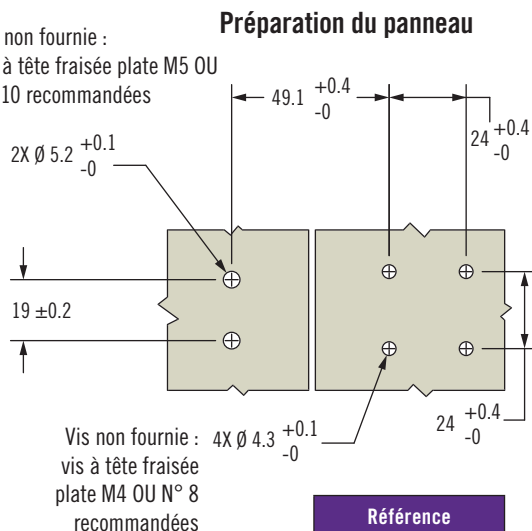 Préparation du panneau
non fournie :
à tête fraisée plate M5 OU
10 recommandées
49.1 +0.4 -0
24 +0.4 -0
2X Ø 5.2 +0.1 -0
19 ±0.2
24 +0.4 -0
Vis non fournie :
vis à tête fraisée
plate M4 OU N° 8
recommandées
4X Ø 4.3 +0.1 -0
Référence